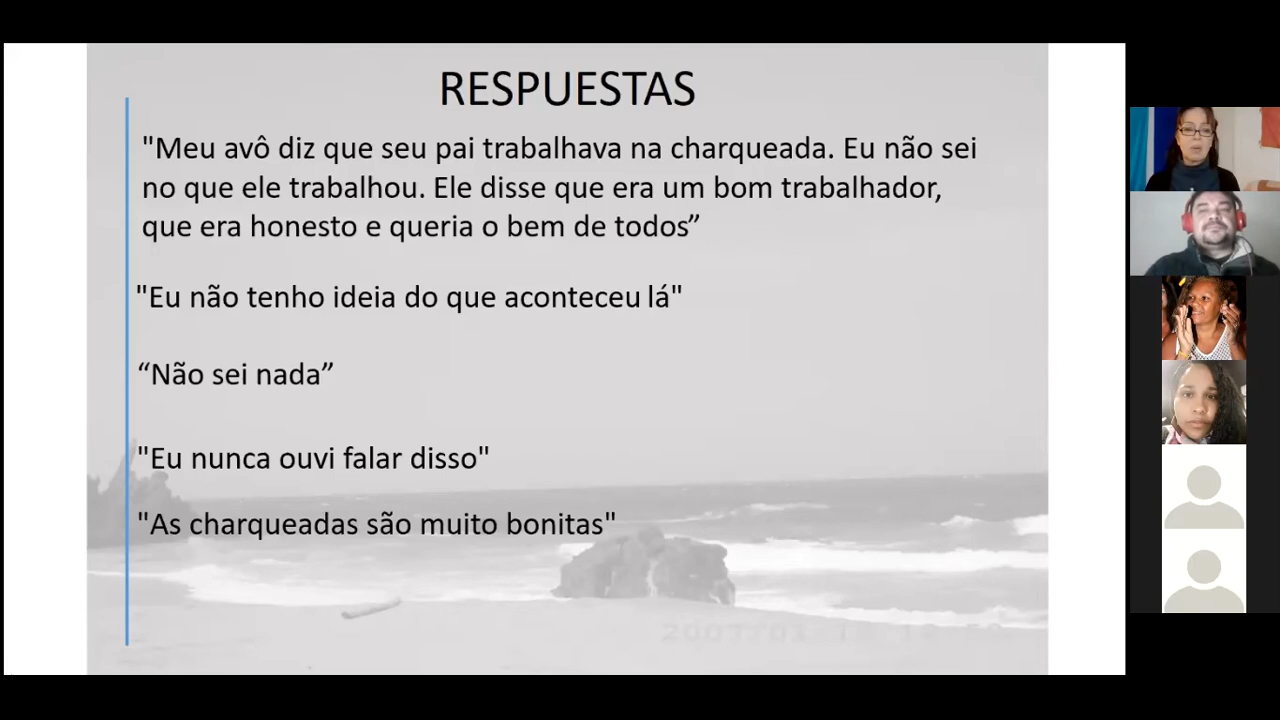 RESPUESTAS
"Meu avô diz que seu pai trabalhava na charqueada. Eu não sei
no que ele trabalhou. Ele disse que era um bom trabalhador,
que era honesto e queria o bem de todos”
"Eu não tenho ideia do que aconteceu lá"
“Não sei nada”
"Eu nunca ouvi falar disso"
"As charqueadas são muito bonitas"